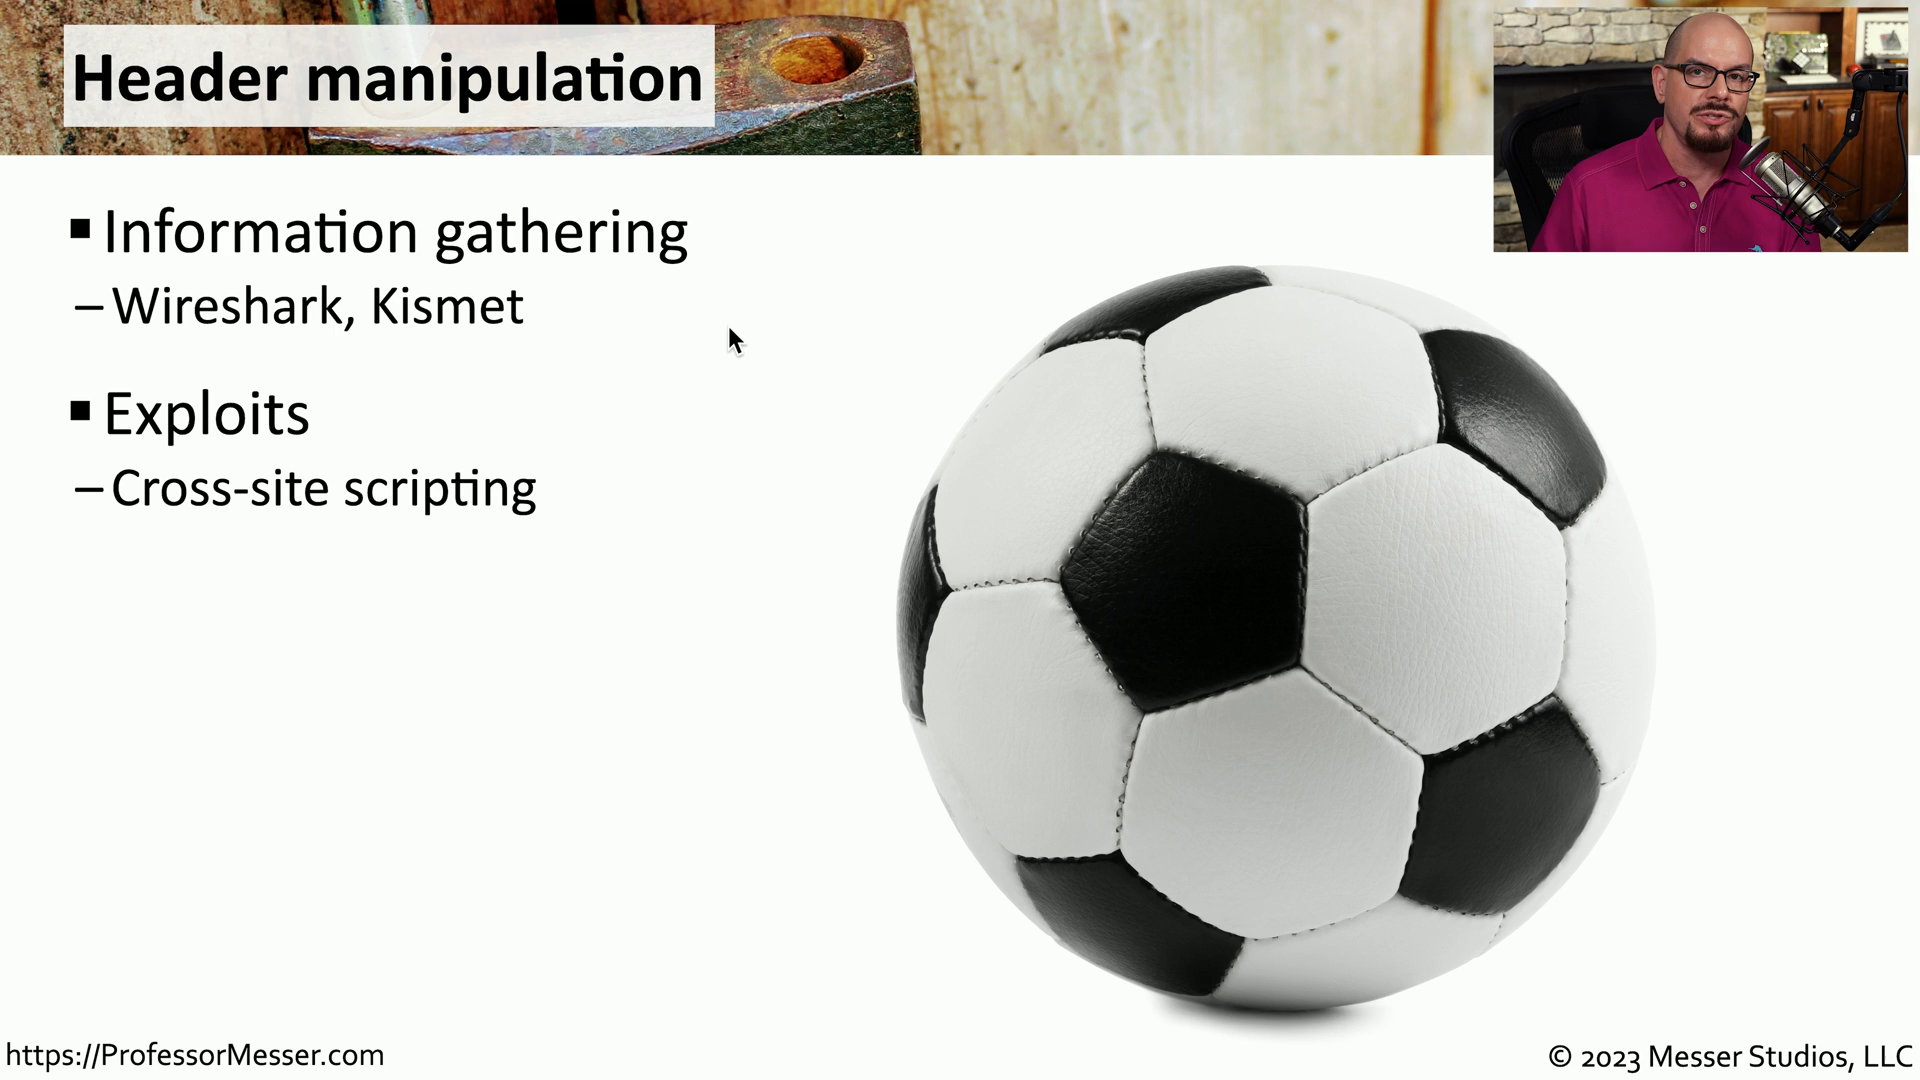 Header manipulation
▪ Information gathering
– Wireshark, Kismet
▪ Exploits
– Cross-site scripting
https://ProfessorMesser.com
© 2023 Messer Studios, LLC